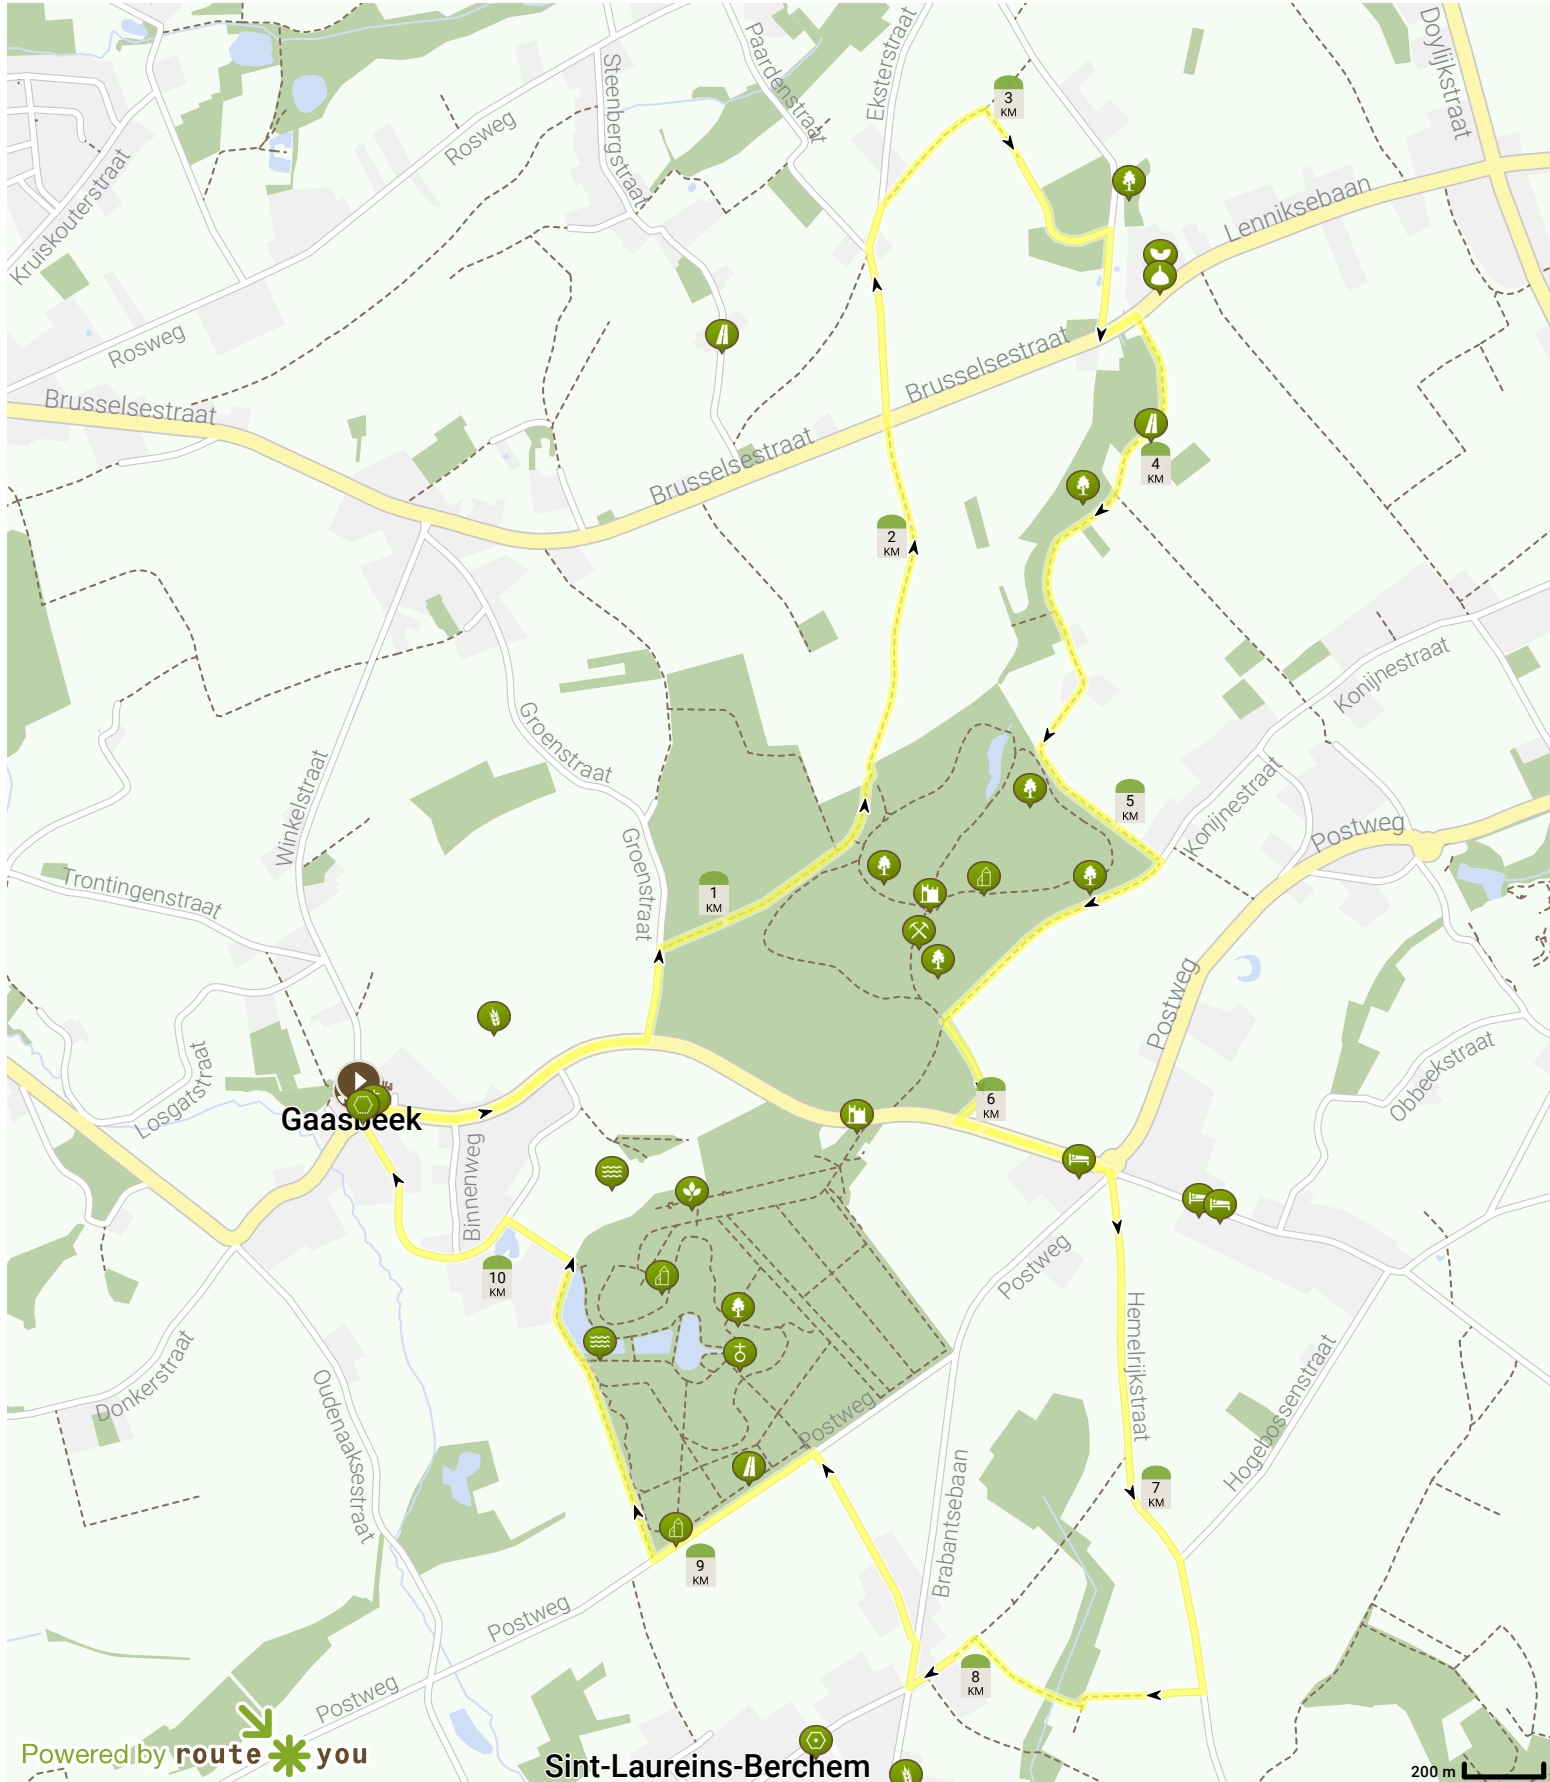 Doylijkstraat
Paardenstraat
Eksterstraat
Steenbergstraat
Rosweg
3
KM
Kruiskouterstraat
Lenniksebaan
Rosweg
Brusselsestraat
Brusselsestraat
Brusselsestraat
4
KM
2
KM
Konijnestraat
Groenstraat
Winkelstraat
5
KM
Konijnestraat
Postweg
Groenstraat
1
KM
Trontingenstraat
Postweg
Losgatstraat
Obbeekstraat
6
KM
Gaasbeek
Binnenweg
Postweg
10
KM
Hemelrijkstraat
Donkerstraat
Oudenaaksestraat
Hogebossenstraat
Postweg
Brabantsebaan
7
KM
9
KM
Postweg
8
KM
Postweg
Powered by route you
Sint-Laureins-Berchem
200 m